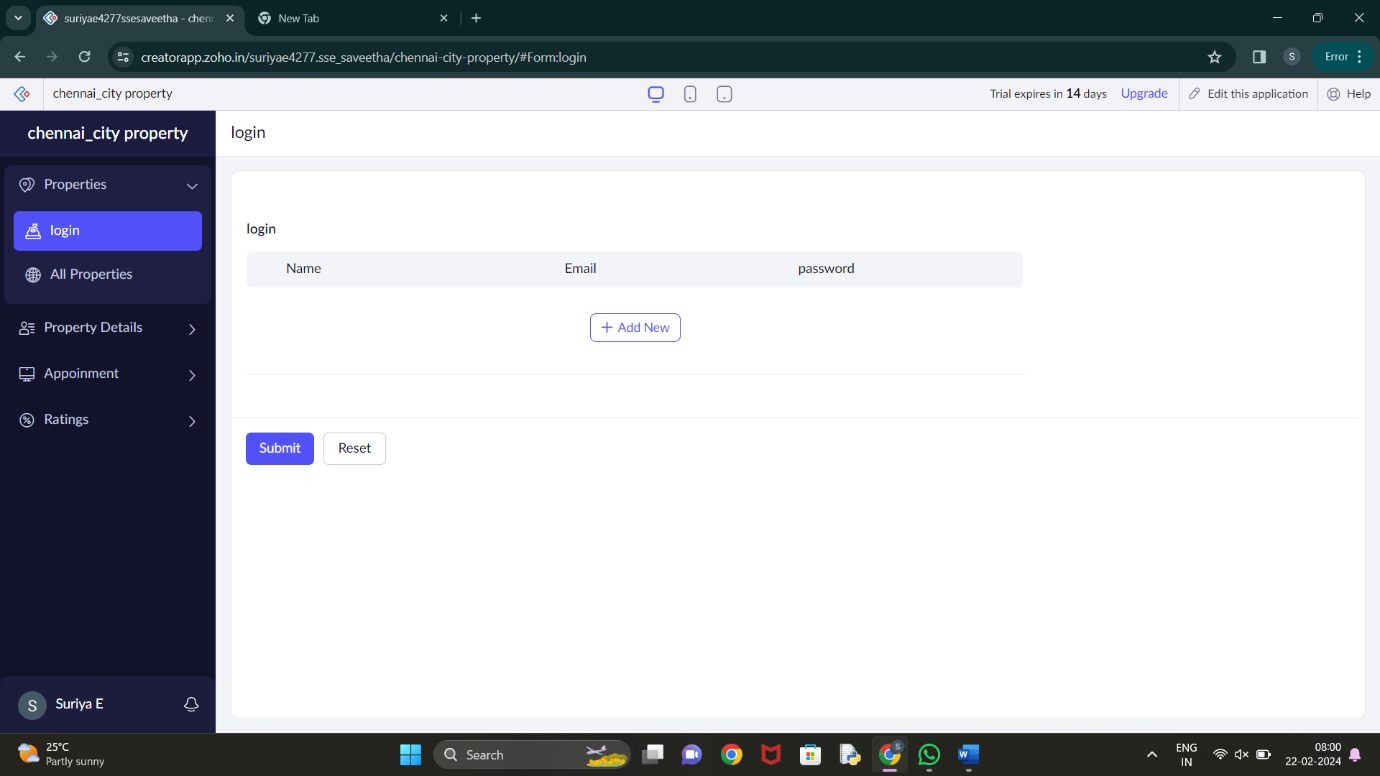 suriyae4277ssesaveetha - chenn
New Tab
creatorapp.zoho.in/suriyae4277.sse_saveetha/chennai-city-property/#Form:login
S
Error
chennai_city property
Trial expires in 14 days
Upgrade
Edit this application
Help
chennai_city property
login
Properties
login
All Properties
Property Details
Appoinment
Ratings
login
Name Email password
+ Add New
Submit Reset
S Suriya E
25°C
Partly sunny
Search
S
W
ENG
IN
08:00
22-02-2024